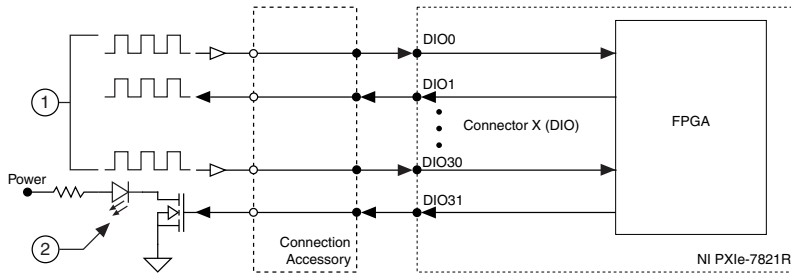 DIO0
1
DIO1
Connector X (DIO)
FPGA
DIO30
Power
DIO31
2
Connection
Accessory
NI PXIe-7821R